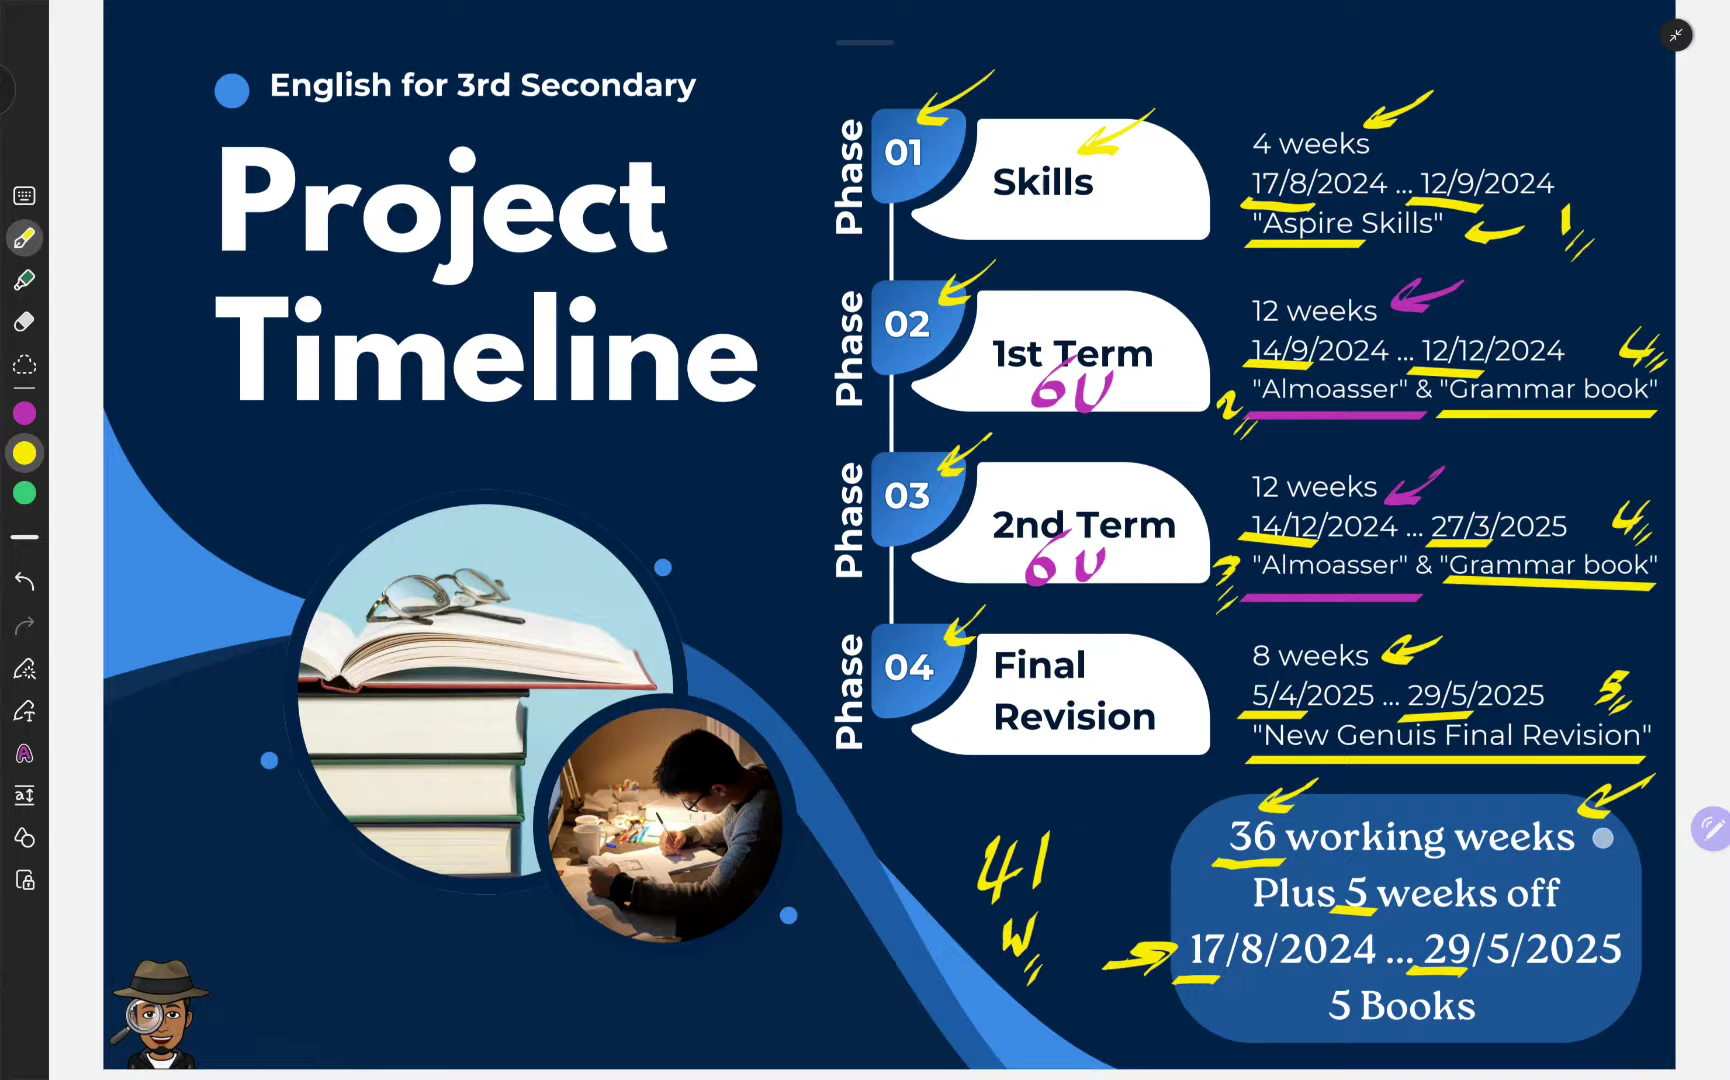 English for 3rd Secondary
Project
Timeline
Phase
01
Skills
4 weeks
17/8/2024 ... 12/9/2024
"Aspire Skills"
1
Phase
02
1st Term
6U
12 weeks
14/9/2024 ... 12/12/2024
4
"Almoasser" & "Grammar book"
2
Phase
03
2nd Term
6U
12 weeks
14/12/2024 ... 27/3/2025
4
"Almoasser" & "Grammar book"
3
Phase
04
Final
Revision
8 weeks
5/4/2025 ... 29/5/2025
5
"New Genuis Final Revision"
36 working weeks
Plus 5 weeks off
17/8/2024 ... 29/5/2025
5 Books
41
W